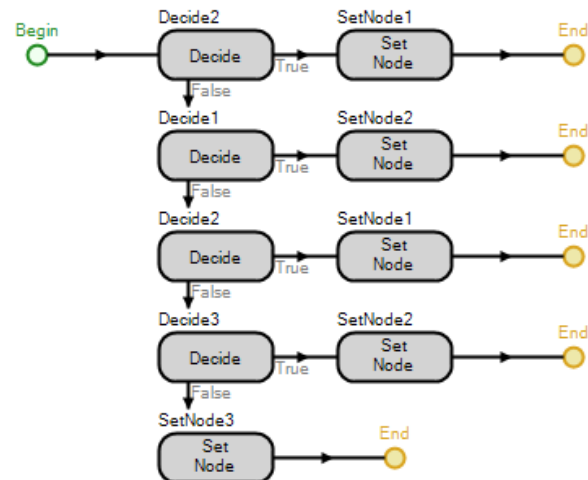 Begin
Decide2
Decide
True
False
SetNode1
Set
Node
End
Decide1
Decide
True
False
SetNode2
Set
Node
End
Decide2
Decide
True
False
SetNode1
Set
Node
End
Decide3
Decide
True
False
SetNode2
Set
Node
End
SetNode3
Set
Node
End